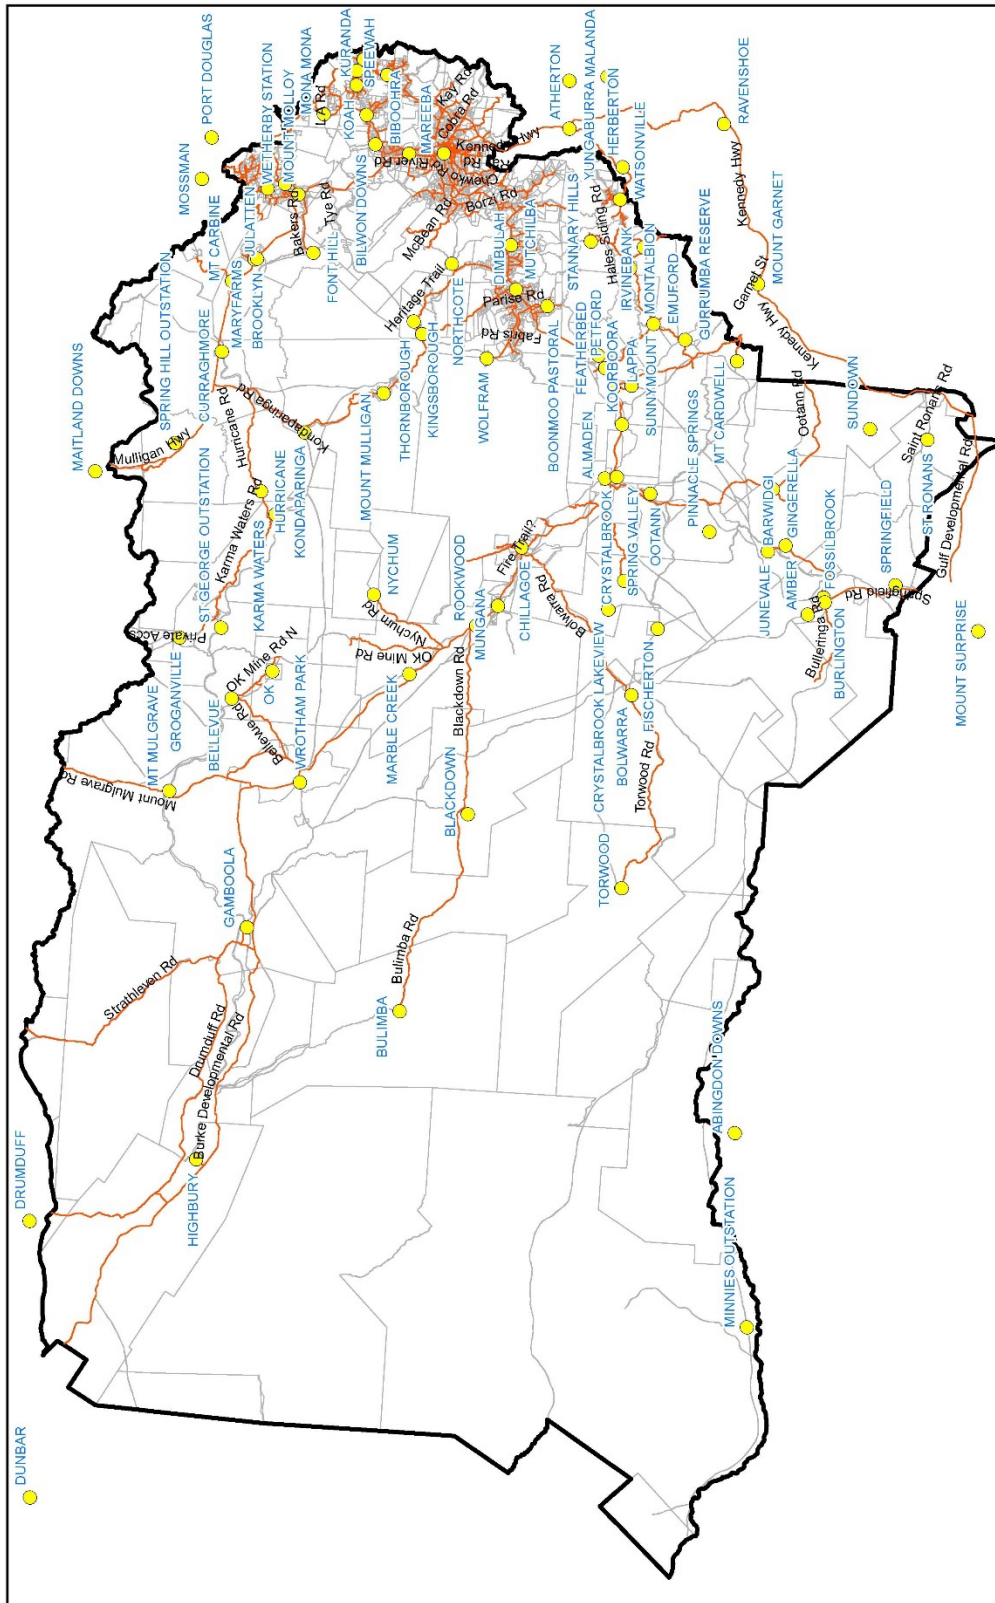 DUNBAR
DRUMDUFF
MAITLAND DOWNS
SPRING HILL OUTSTATION
MOSSMAN
PORT DOUGLAS
Mulligan Hwy
CURRAGHMORE
MT CARBINE
MARYFARMS
BROOKLYN
JULATTEN
WETHERBY STATION
MOUNT MOLLOY
MONA MONA
LA Rd
KURANDA
SPEEWAH
KOAH
BIBOOHRA
BILWON DOWNS
MAREEBA
Bakers Rd
Tye Rd
FONT HILL
River Rd
Chewko Rd
Ray Rd
Kay Rd
Cobra Rd
Kennedy Hwy
McBean Rd
Borzi Rd
ATHERTON
YUNGABURRA
MALANDA
HERBERTON
WATSONVILLE
RAVENSHOE
Kennedy Hwy
MOUNT GARNET
Garnet St
Kennedy Hwy
Strathleven Rd
Drumduff Rd
Burke Developmental Rd
HIGHBURY
GAMBOOLA
MT MULGRAVE
Mount Mulgrave Rd
GROGANVILLE
Private Accs
ST GEORGE OUTSTATION
KARMA WATERS
Karma Waters Rd
HURRICANE
Hurricane Rd
KONDAPARINGA
Kondaparinga Rd
BELLEVUE
Bellevue Rd
OK Mine Rd N
OK
WROTHAM PARK
MOUNT MULLIGAN
THORNBOROUGH
KINGSBOROUGH
Heritage Trail
NORTHCOTE
DIMBULAH
MUTCHILBA
Parise Rd
Fabris Rd
WOLFRAM
BOONMOO PASTORAL
STANNARY HILLS
Hales Siding Rd
IRVINEBANK
MONTALBION
EMUFORD
GURRUMBA RESERVE
FEATHERBED
PETFORD
KOORBOORA
LAPPA
SUNNYMOUNT
MT CARDWELL
ALMADEN
NYCHUM
Nychum Rd
OK Mine Rd
MARBLE CREEK
ROOKWOOD
MUNGANA
CHILLAGOE
Fire Trail?
Bolwarra Rd
Blackdown Rd
BLACKDOWN
Bulimba Rd
BULIMBA
CRYSTALBROOK
SPRING VALLEY
OOTANN
Ootann Rd
PINNACLE SPRINGS
CRYSTALBROOK LAKEVIEW
BOLWARRA
FISCHERTON
Torwood Rd
TORWOOD
JUNEVALE
BARWIDGI
AMBER
GINGERELLA
FOSSILBROOK
BURLINGTON
Bulleringa Rd
SPRINGFIELD
Springfield Rd
SUNDOWN
ST RONANS
Saint Ronans Rd
Gulf Developmental Rd
MOUNT SURPRISE
ABINGDON DOWNS
MINNIES OUTSTATION